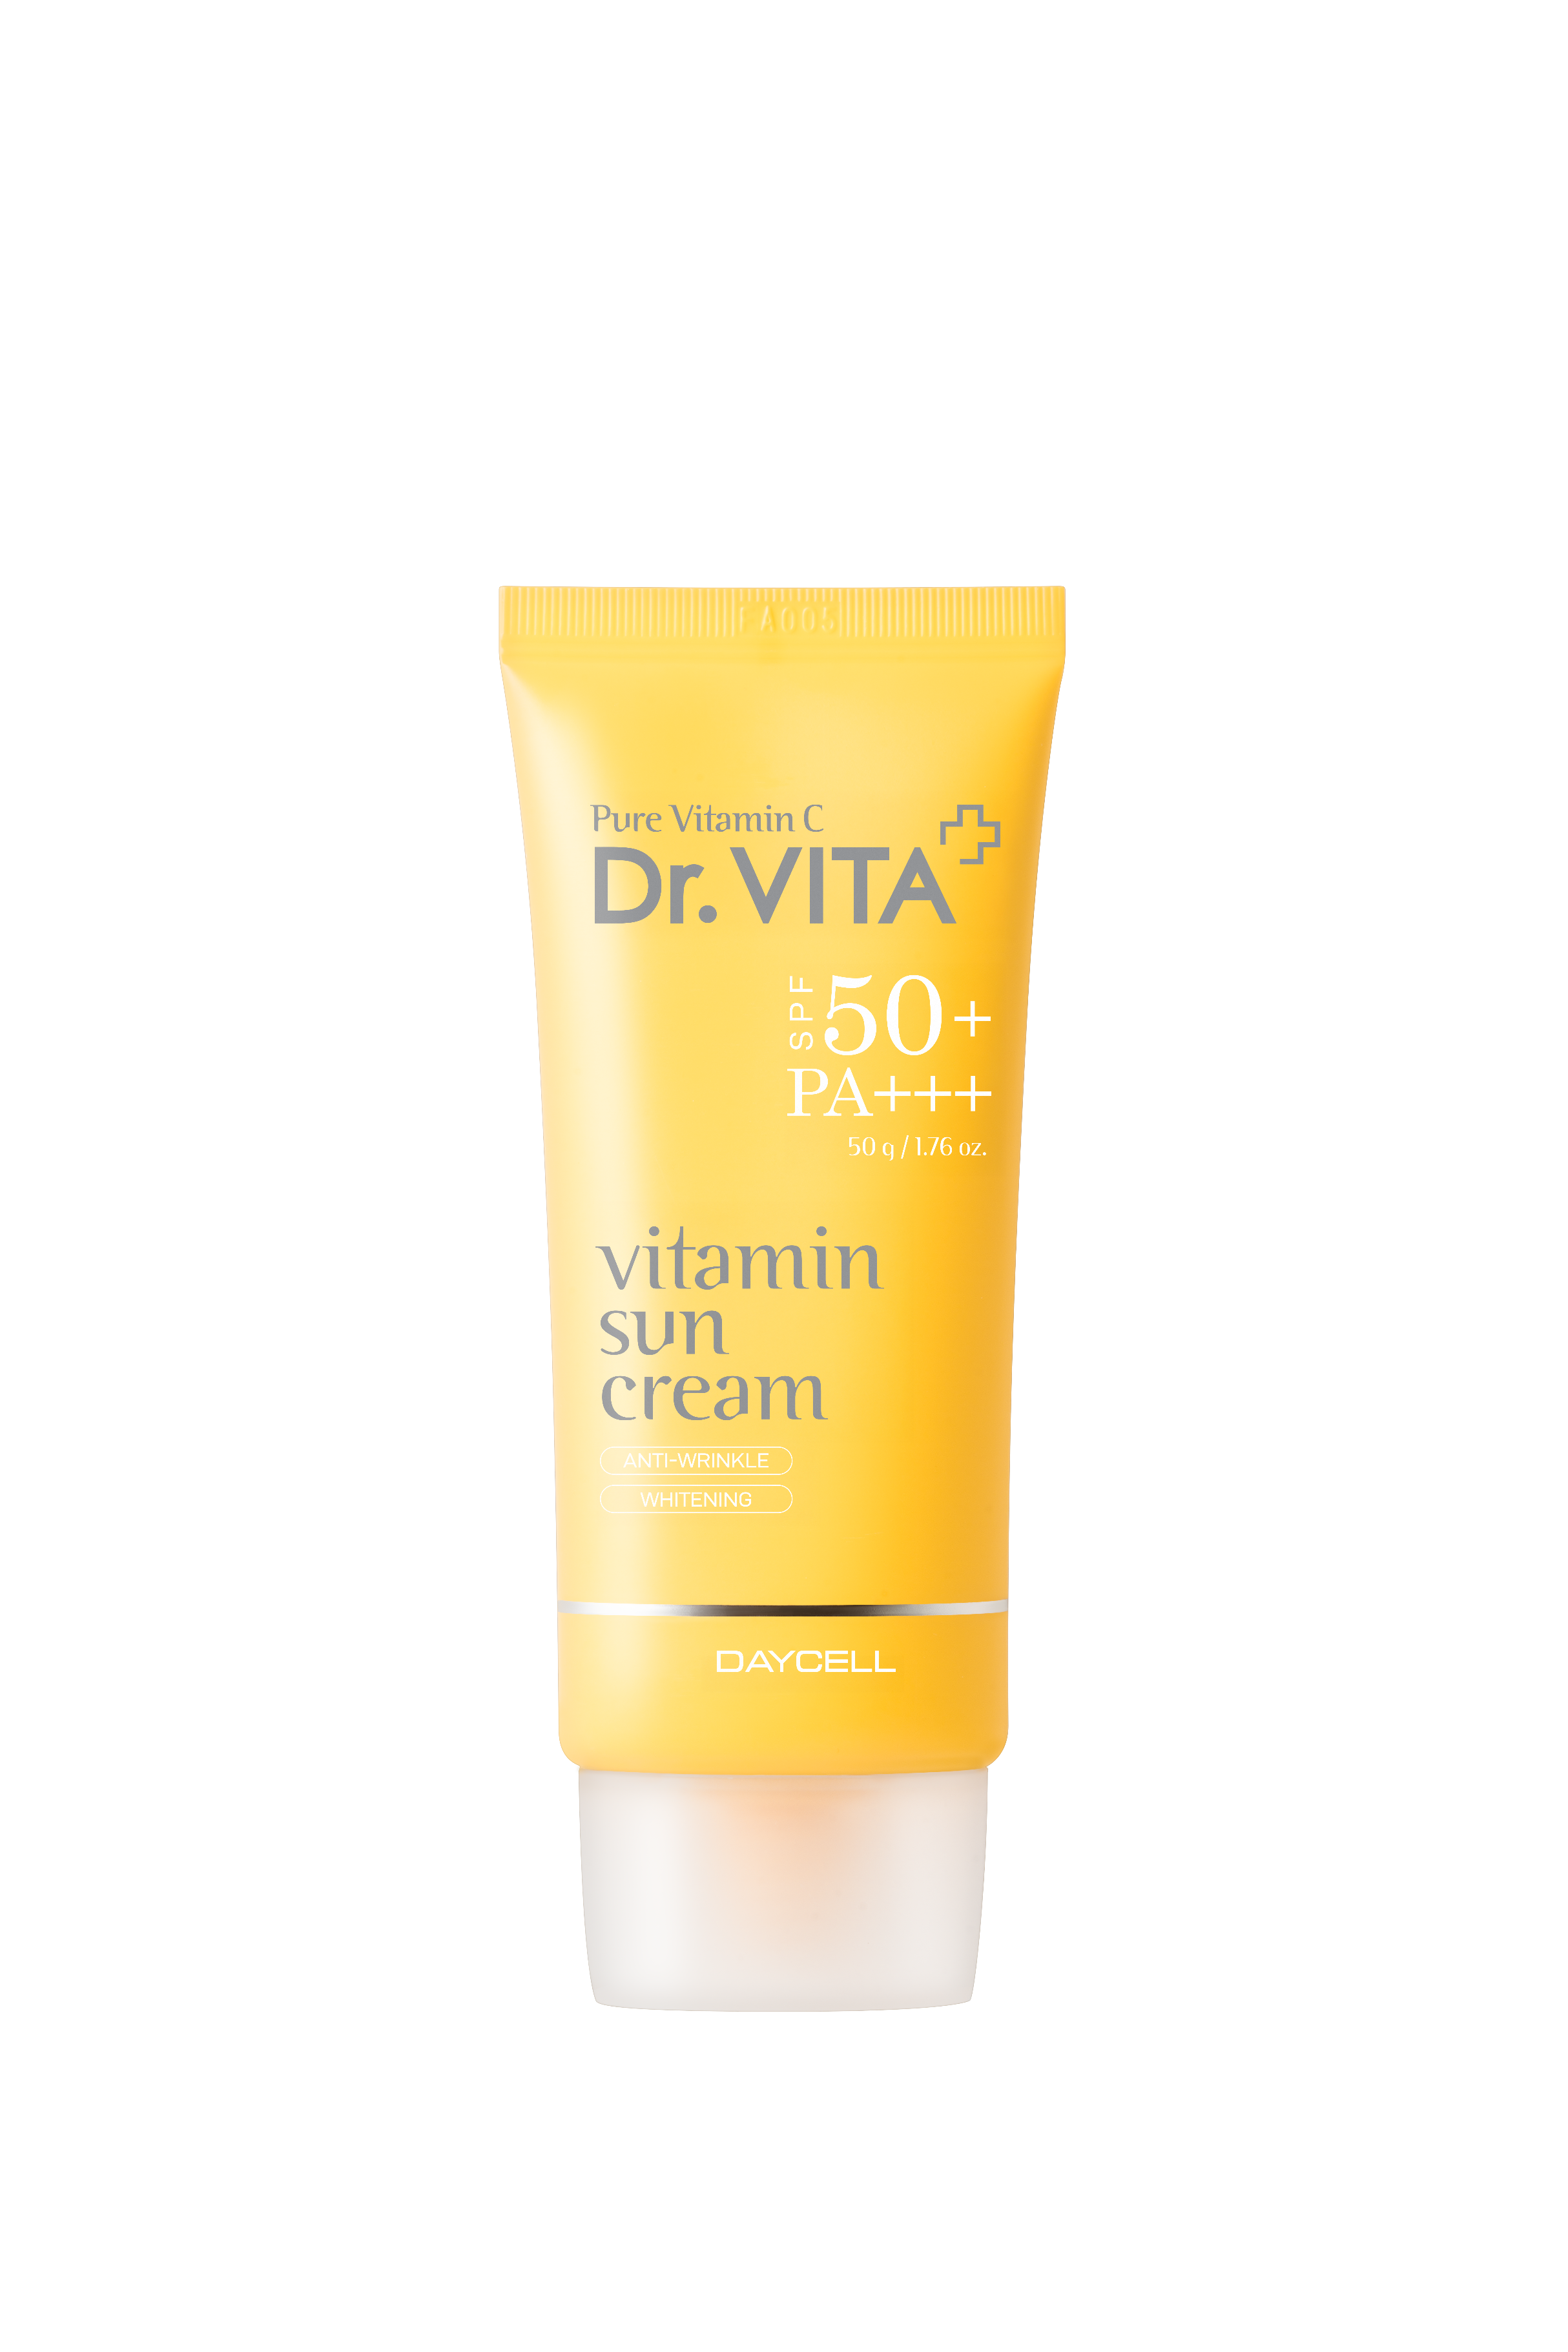 Pure Vitamin C
Dr. VITA
SPF 50+
PA+++
50 g / 1.76 oz.
vitamin
sun
cream
ANTI-WRINKLE
WHITENING
DAYCELL